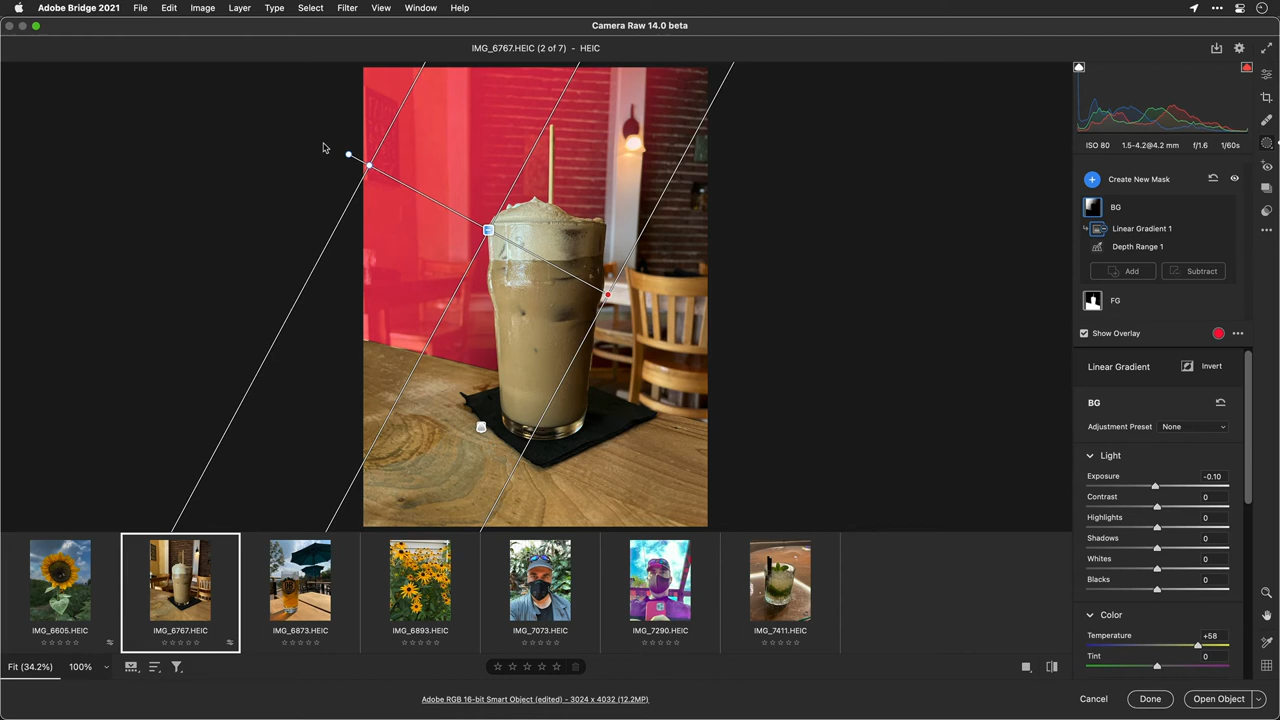 Adobe Bridge 2021 File Edit Image Layer Type Select Filter View Window Help
Camera Raw 14.0 beta
IMG_6767.HEIC (2 of 7) - HEIC
ISO 80 1.5-4.2@4.2 mm f/1.6 1/60s
Create New Mask
BG
Linear Gradient 1
Depth Range 1
Add Subtract
FG
Show Overlay
Linear Gradient Invert
BG
Adjustment Preset None
Light
Exposure -0.10
Contrast 0
Highlights 0
Shadows 0
Whites 0
Blacks 0
Color
Temperature +58
Tint 0
IMG_6605.HEIC IMG_6767.HEIC IMG_6873.HEIC IMG_6893.HEIC IMG_7073.HEIC IMG_7290.HEIC IMG_7411.HEIC
Fit (34.2%) 100%
Adobe RGB 16-bit Smart Object (edited) - 3024 x 4032 (12.2MP)
Cancel Done Open Object